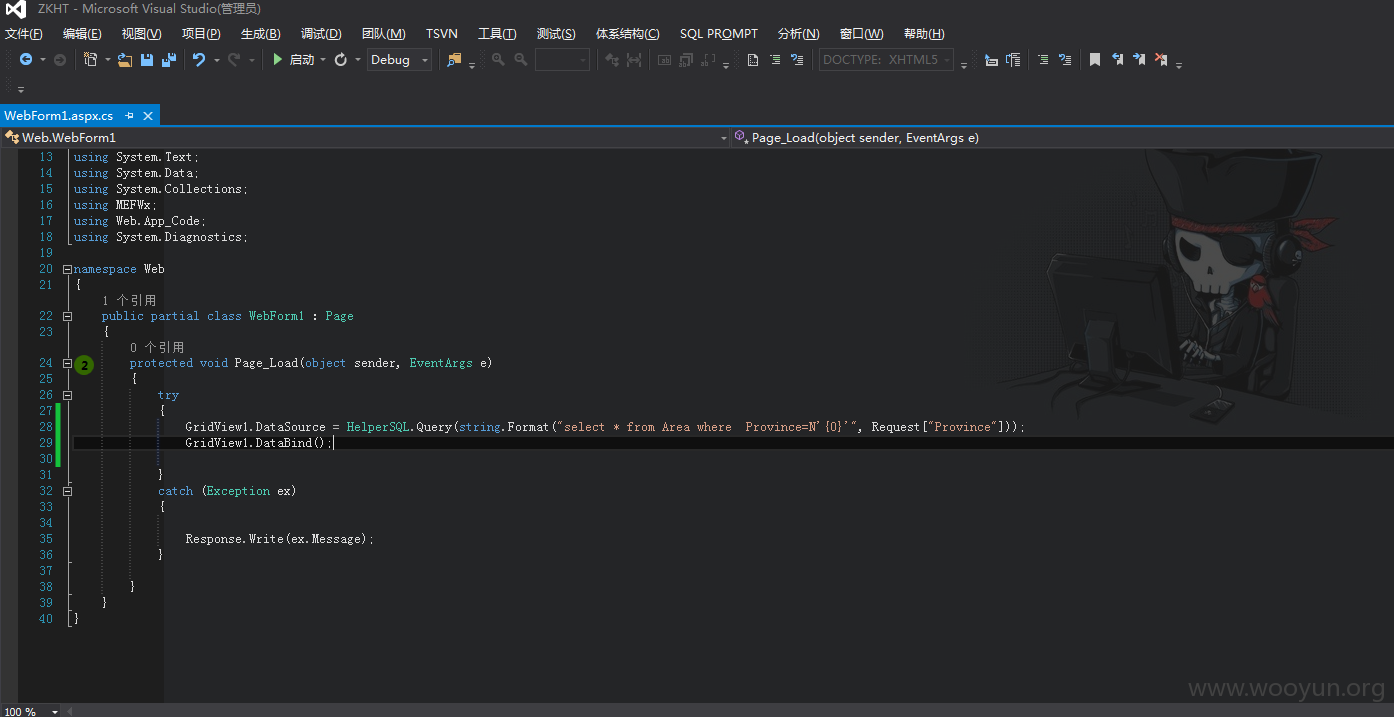 ZKHT - Microsoft Visual Studio(管理员)
文件(F) 编辑(E) 视图(V) 项目(P) 生成(B) 调试(D) 团队(M) TSVN 工具(T) 测试(S) 体系结构(C) SQL PROMPT 分析(N) 窗口(W) 帮助(H)
启动 Debug DOCTYPE: XHTML5
WebForm1.aspx.cs
Web.WebForm1 Page_Load(object sender, EventArgs e)
13 using System.Text;
14 using System.Data;
15 using System.Collections;
16 using MEFWx;
17 using Web.App_Code;
18 using System.Diagnostics;
19
20 namespace Web
21 {
1 个引用
22 public partial class WebForm1 : Page
23 {
0 个引用
24 2 protected void Page_Load(object sender, EventArgs e)
25 {
26 try
27 {
28 GridView1.DataSource = HelperSQL.Query(string.Format("select * from Area where  Province=N'{0}'", Request["Province"]));
29 GridView1.DataBind();
30
31 }
32 catch (Exception ex)
33 {
34
35 Response.Write(ex.Message);
36 }
37
38 }
39 }
40 }
www.wooyun.org
100 %